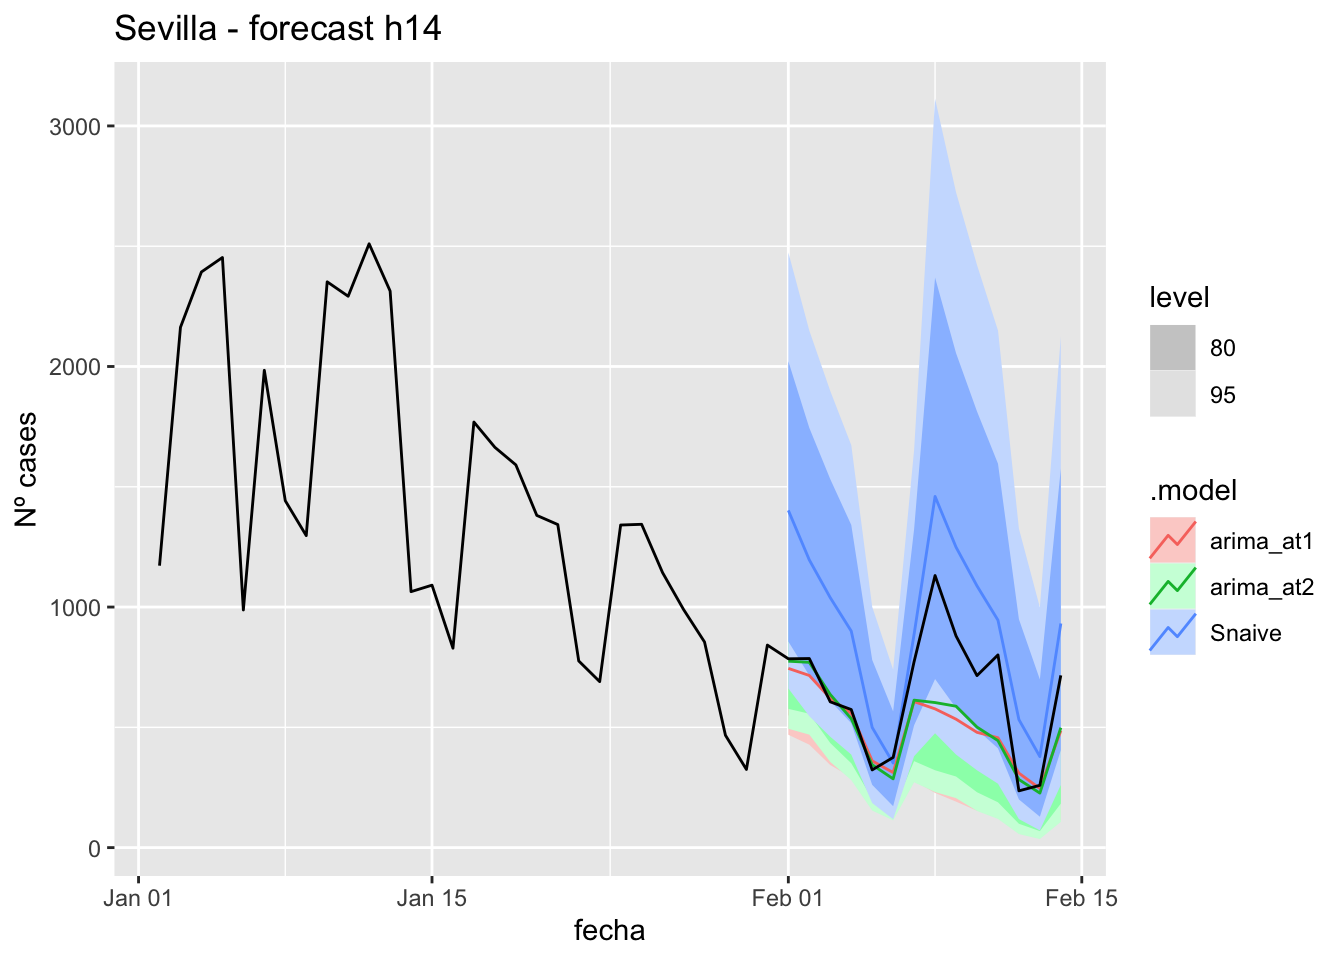 Sevilla - forecast h14
3000
2000
1000
0
Nº cases
Jan 01
Jan 15
Feb 01
Feb 15
fecha
level
80
95
.model
arima_at1
arima_at2
Snaive